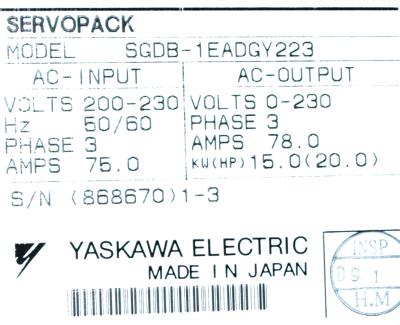 SERVOPACK
MODEL SGDB-1EADGY223
AC-INPUT AC-OUTPUT
VOLTS 200-230 VOLTS 0-230
Hz 50/60 PHASE 3
PHASE 3 AMPS 78.0
AMPS 75.0 KW(HP) 15.0(20.0)
S/N (868670)1-3
YASKAWA ELECTRIC
MADE IN JAPAN
INSP
H.M